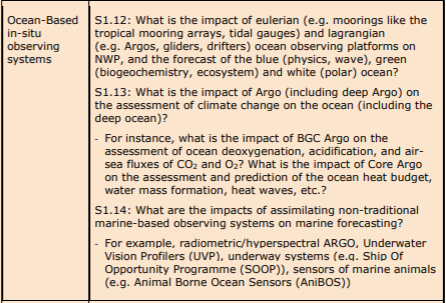 Ocean-Based
in-situ
observing
systems
S1.12: What is the impact of eulerian (e.g. moorings like the
tropical mooring arrays, tidal gauges) and lagrangian
(e.g. Argos, gliders, drifters) ocean observing platforms on
NWP, and the forecast of the blue (physics, wave), green
(biogeochemistry, ecosystem) and white (polar) ocean?
S1.13: What is the impact of Argo (including deep Argo) on
the assessment of climate change on the ocean (including the
deep ocean)?
- For instance, what is the impact of BGC Argo on the
assessment of ocean deoxygenation, acidification, and air-
sea fluxes of CO₂ and O₂? What is the impact of Core Argo
on the assessment and prediction of the ocean heat budget,
water mass formation, heat waves, etc.?
S1.14: What are the impacts of assimilating non-traditional
marine-based observing systems on marine forecasting?
- For example, radiometric/hyperspectral ARGO, Underwater
Vision Profilers (UVP), underway systems (e.g. Ship Of
Opportunity Programme (SOOP)), sensors of marine animals
(e.g. Animal Borne Ocean Sensors (AniBOS))